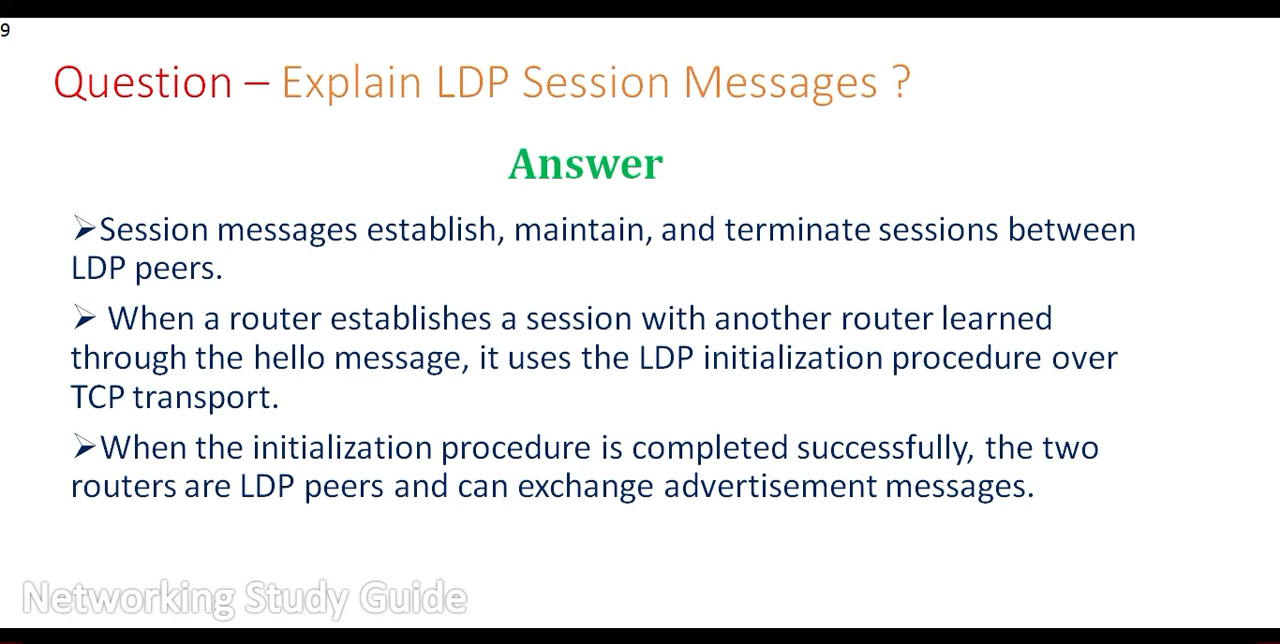 9
Question – Explain LDP Session Messages ?
Answer
➢Session messages establish, maintain, and terminate sessions between
LDP peers.
➢ When a router establishes a session with another router learned
through the hello message, it uses the LDP initialization procedure over
TCP transport.
➢When the initialization procedure is completed successfully, the two
routers are LDP peers and can exchange advertisement messages.
Networking Study Guide